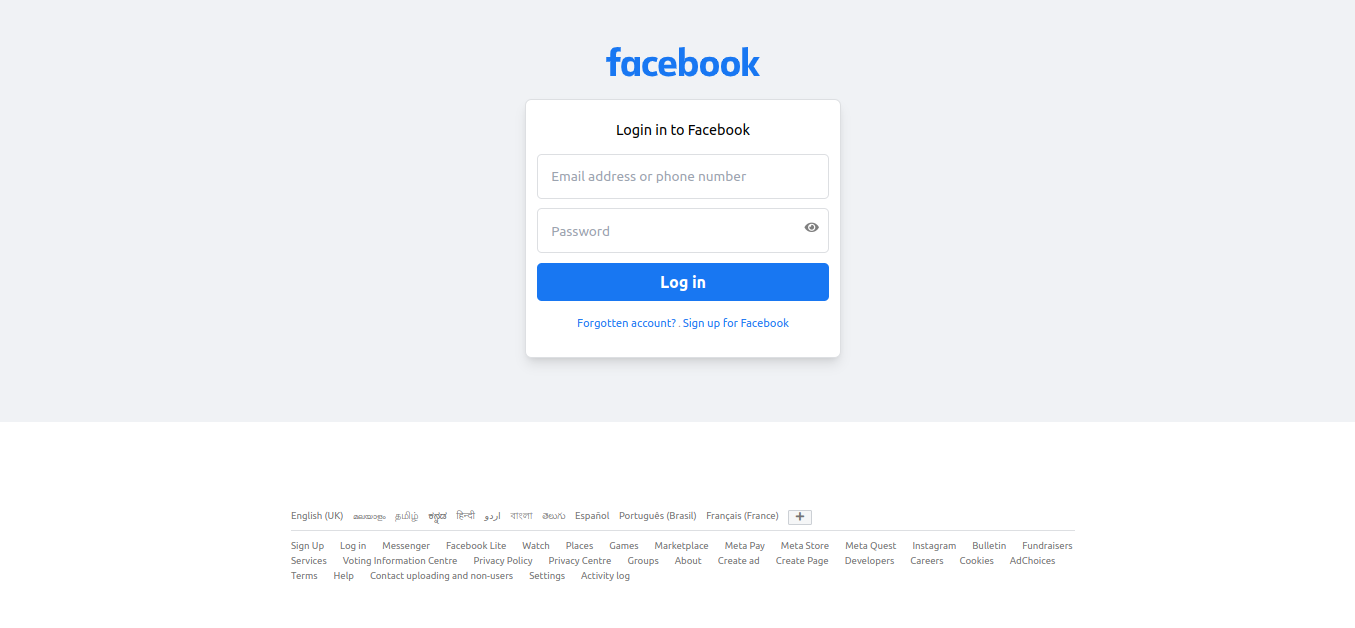 facebook
Login in to Facebook
Email address or phone number
Password
Log in
Forgotten account? . Sign up for Facebook
English (UK) മലയാളം தமிழ் ಕನ್ನಡ हिन्दी اردو বাংলা తెలుగు Español Português (Brasil) Français (France) +
Sign Up Log in Messenger Facebook Lite Watch Places Games Marketplace Meta Pay Meta Store Meta Quest Instagram Bulletin Fundraisers
Services Voting Information Centre Privacy Policy Privacy Centre Groups About Create ad Create Page Developers Careers Cookies AdChoices
Terms Help Contact uploading and non-users Settings Activity log